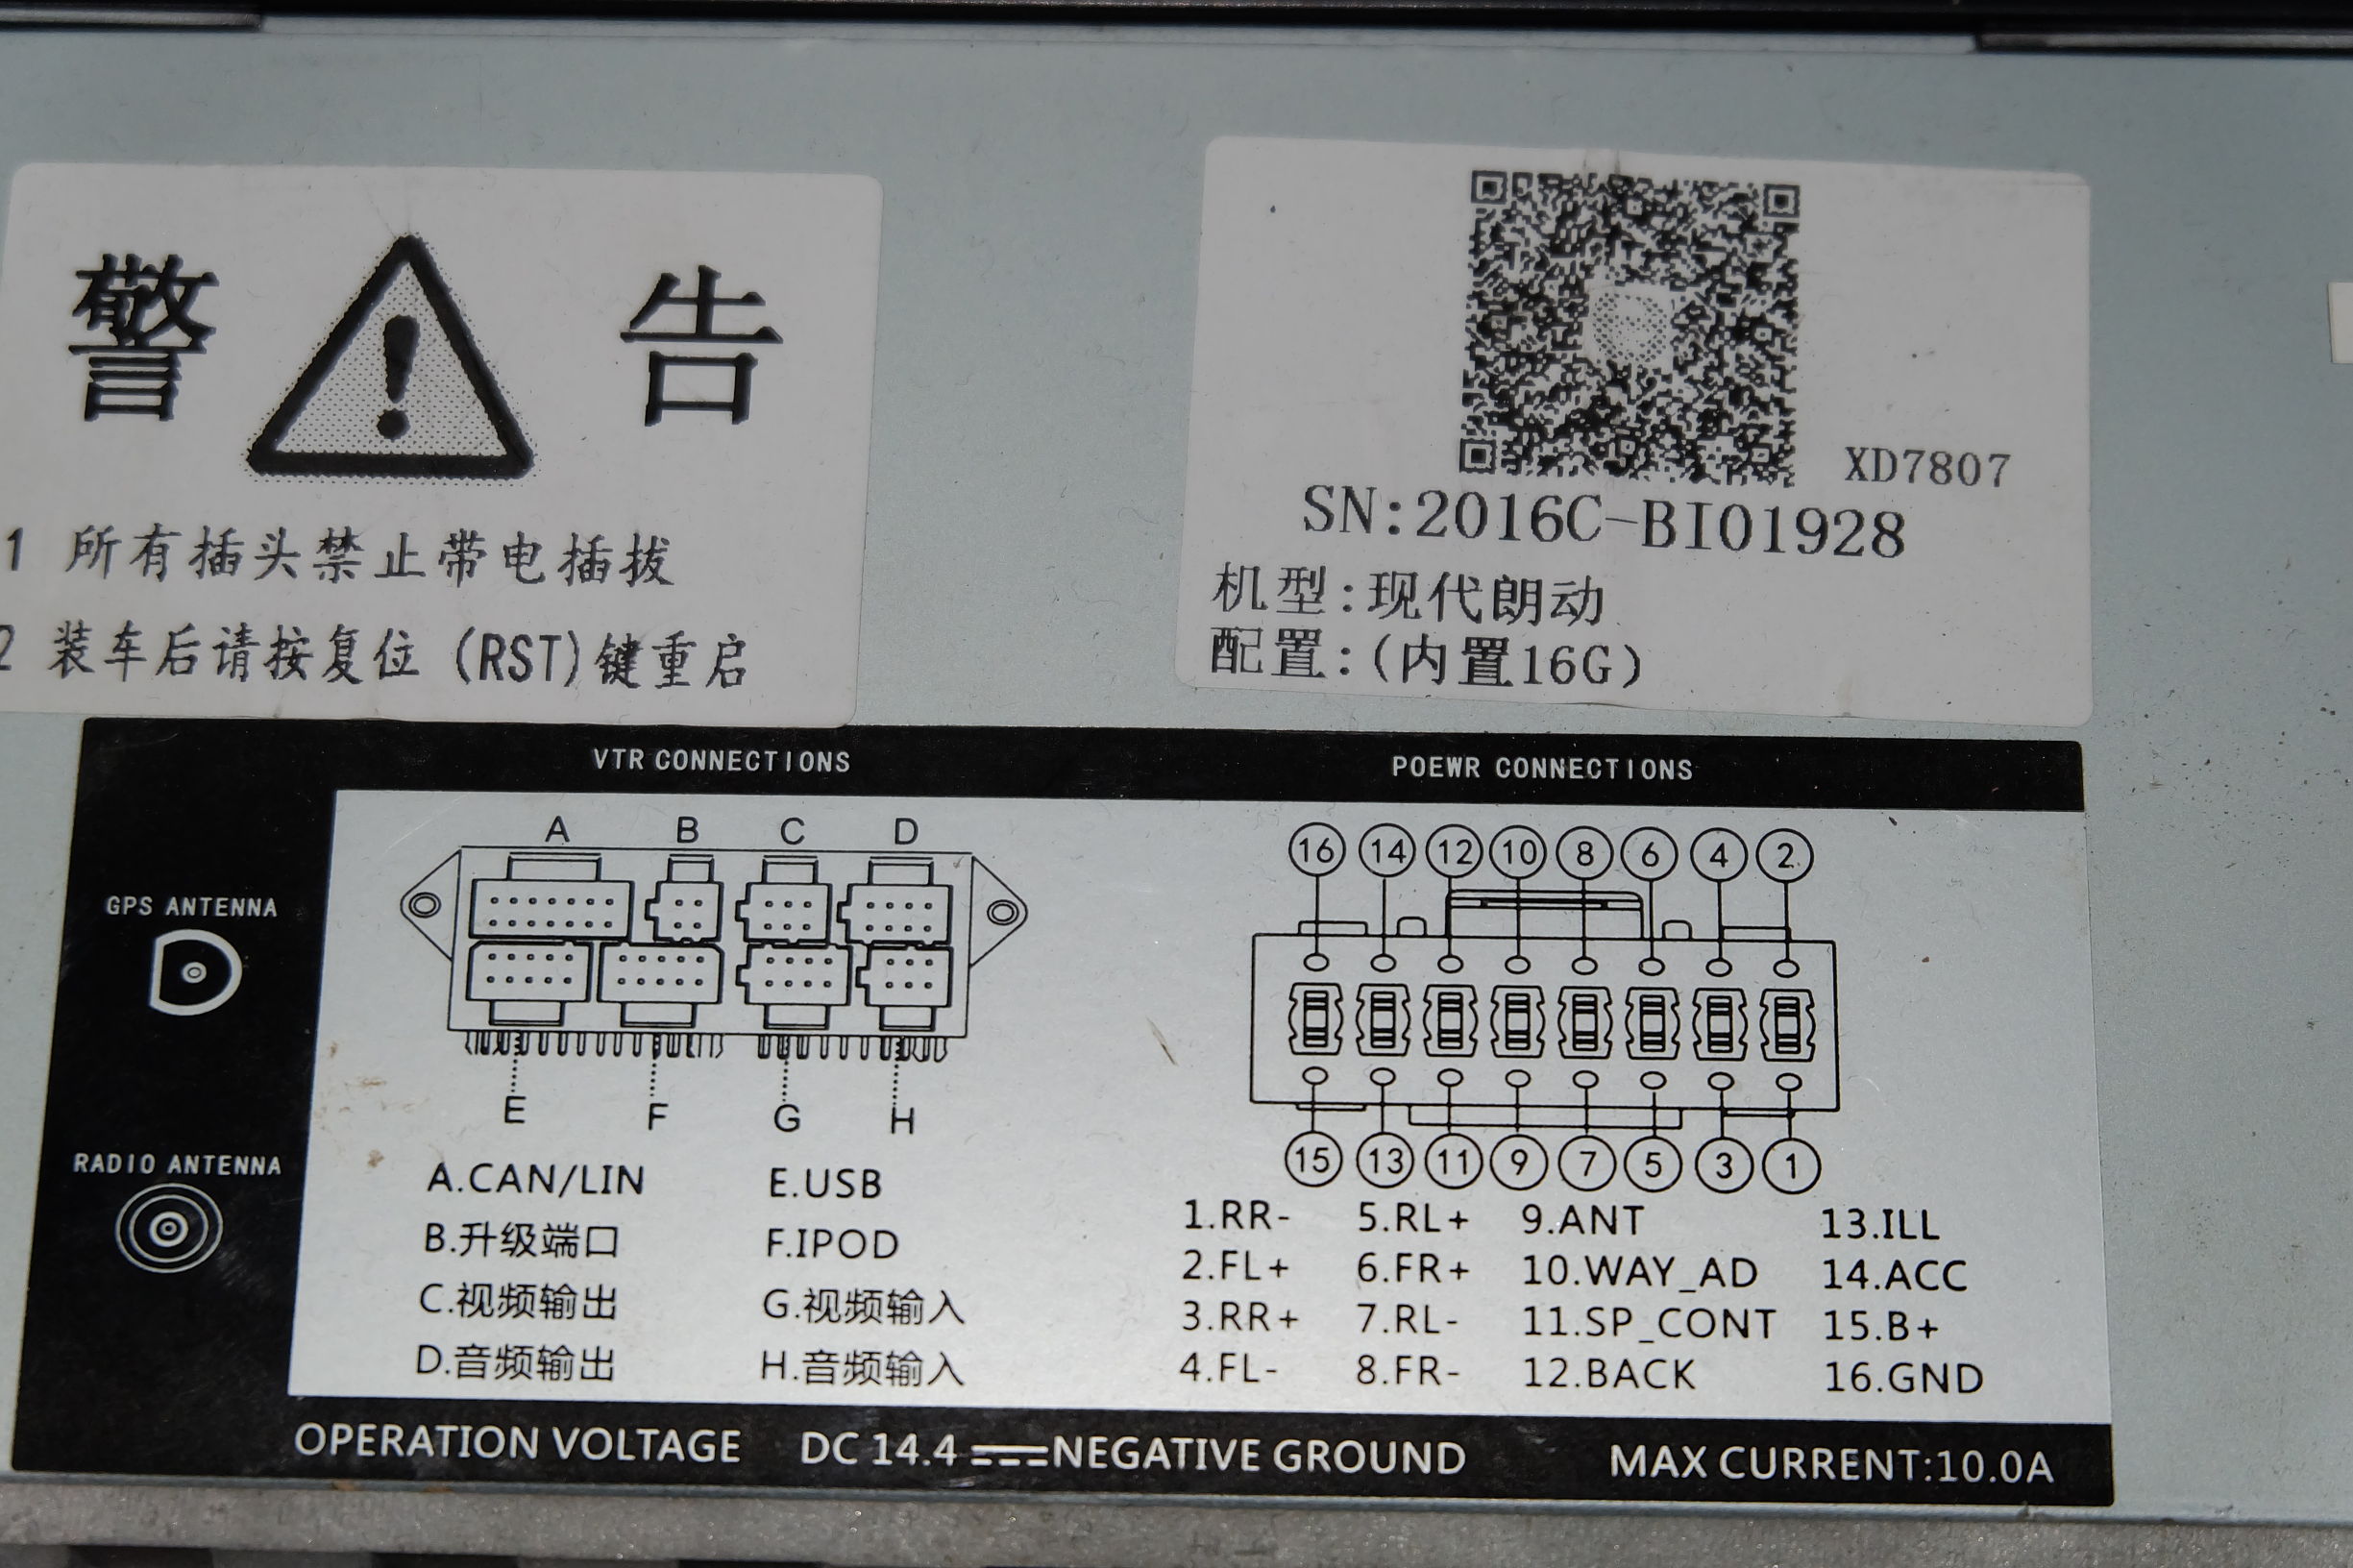 警 告
1 所有插头禁止带电插拔
2 装车后请按复位 (RST)键重启
XD7807
SN:2016C-BI01928
机型:现代朗动
配置:(内置16G)
VTR CONNECTIONS
POEWR CONNECTIONS
GPS ANTENNA
RADIO ANTENNA
A B C D
E F G H
A.CAN/LIN E.USB
B.升级端口 F.IPOD
C.视频输出 G.视频输入
D.音频输出 H.音频输入
16 14 12 10 8 6 4 2
15 13 11 9 7 5 3 1
1.RR- 5.RL+ 9.ANT 13.ILL
2.FL+ 6.FR+ 10.WAY_AD 14.ACC
3.RR+ 7.RL- 11.SP_CONT 15.B+
4.FL- 8.FR- 12.BACK 16.GND
OPERATION VOLTAGE DC 14.4 NEGATIVE GROUND MAX CURRENT:10.0A